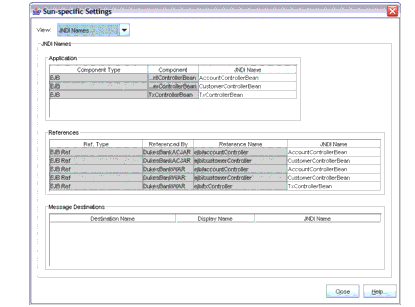 Sun-specific Settings
View: JNDI Names
JNDI Names
Application
Component Type Component JNDI Name
EJB ...ntControllerBean AccountControllerBean
EJB ...erControllerBean CustomerControllerBean
EJB TxControllerBean TxControllerBean
References
Ref. Type Referenced By Reference Name JNDI Name
EJB Ref DukesBankACJAR ejb/accountController AccountControllerBean
EJB Ref DukesBankACJAR ejb/customerController CustomerControllerBean
EJB Ref DukesBankWAR ejb/accountController AccountControllerBean
EJB Ref DukesBankWAR ejb/customerController CustomerControllerBean
EJB Ref DukesBankWAR ejb/txController TxControllerBean
Message Destinations
Destination Name Display Name JNDI Name
Close Help...